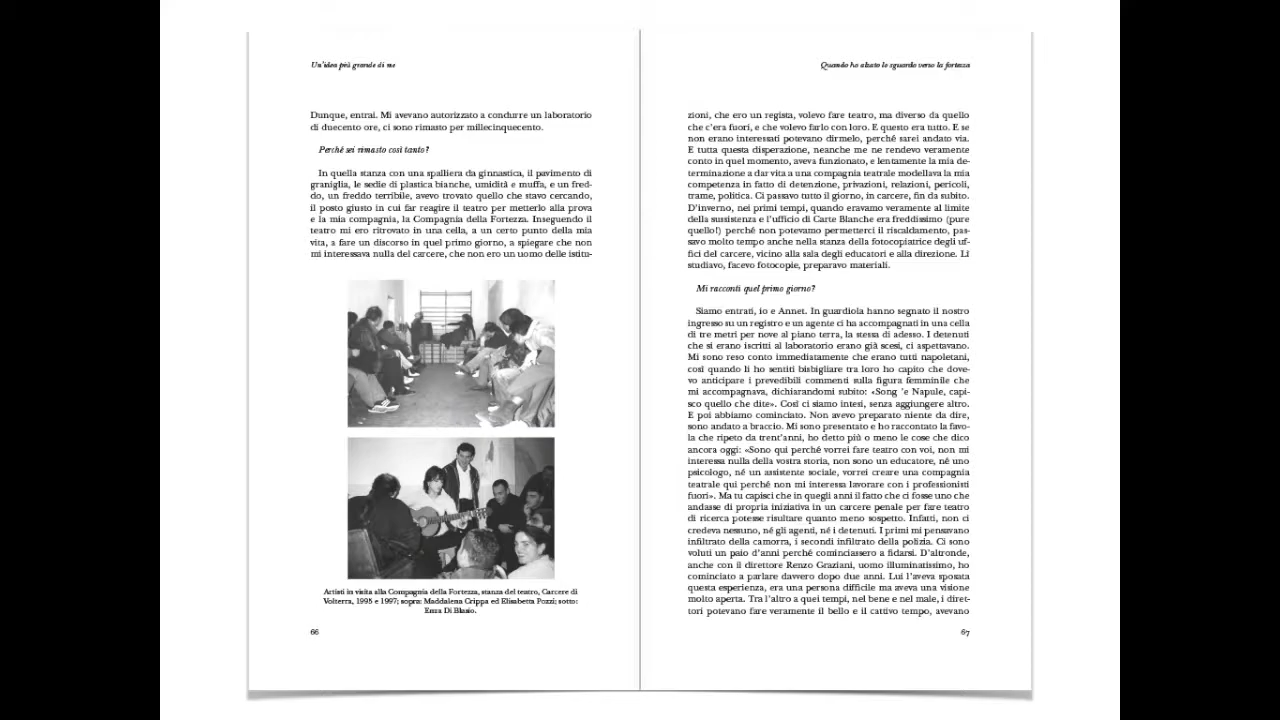 Un'idea più grande di me
Dunque, entrai. Mi avevano autorizzato a condurre un laboratorio
di duecento ore, ci sono rimasto per millecinquecento.
Perché sei rimasto così tanto?
In quella stanza con una spalliera da ginnastica, il pavimento di
graniglia, le sedie di plastica bianche, umidità e muffa, e un fred-
do, un freddo terribile, avevo trovato quello che stavo cercando,
il posto giusto in cui far reagire il teatro per metterlo alla prova
e la mia compagnia, la Compagnia della Fortezza. Inseguendo il
teatro mi ero ritrovato in una cella, a un certo punto della mia
vita, a fare un discorso in quel primo giorno, a spiegare che non
mi interessava nulla del carcere, che non ero un uomo delle istitu-
Artisti in visita alla Compagnia della Fortezza, stanza del teatro, Carcere di
Volterra, 1995 e 1997; sopra: Maddalena Crippa ed Elisabetta Pozzi; sotto:
Enza Di Blasio.
66
Quando ho alzato lo sguardo verso la fortezza
zioni, che ero un regista, volevo fare teatro, ma diverso da quello
che c'era fuori, e che volevo farlo con loro. E questo era tutto. E se
non erano interessati potevano dirmelo, perché sarei andato via.
E tutta questa disperazione, neanche me ne rendevo veramente
conto in quel momento, aveva funzionato, e lentamente la mia de-
terminazione a dar vita a una compagnia teatrale modellava la mia
competenza in fatto di detenzione, privazioni, relazioni, pericoli,
trame, politica. Ci passavo tutto il giorno, in carcere, fin da subito.
D'inverno, nei primi tempi, quando eravamo veramente al limite
della sussistenza e l'ufficio di Carte Blanche era freddissimo (pure
quello!) perché non potevamo permetterci il riscaldamento, pas-
savo molto tempo anche nella stanza della fotocopiatrice degli uf-
fici del carcere, vicino alla sala degli educatori e alla direzione. Lì
studiavo, facevo fotocopie, preparavo materiali.
Mi racconti quel primo giorno?
Siamo entrati, io e Annet. In guardiola hanno segnato il nostro
ingresso su un registro e un agente ci ha accompagnati in una cella
di tre metri per nove al piano terra, la stessa di adesso. I detenuti
che si erano iscritti al laboratorio erano già scesi, ci aspettavano.
Mi sono reso conto immediatamente che erano tutti napoletani,
così quando li ho sentiti bisbigliare tra loro ho capito che dove-
vo anticipare i prevedibili commenti sulla figura femminile che
mi accompagnava, dichiarandomi subito: «Song 'e Napule, capi-
sco quello che dite». Così ci siamo intesi, senza aggiungere altro.
E poi abbiamo cominciato. Non avevo preparato niente da dire,
sono andato a braccio. Mi sono presentato e ho raccontato la favo-
la che ripeto da trent'anni, ho detto più o meno le cose che dico
ancora oggi: «Sono qui perché vorrei fare teatro con voi, non mi
interessa nulla della vostra storia, non sono un educatore, né uno
psicologo, né un assistente sociale, vorrei creare una compagnia
teatrale qui perché non mi interessa lavorare con i professionisti
fuori». Ma tu capisci che in quegli anni il fatto che ci fosse uno che
andasse di propria iniziativa in un carcere penale per fare teatro
di ricerca potesse risultare quanto meno sospetto. Infatti, non ci
credeva nessuno, né gli agenti, né i detenuti. I primi mi pensavano
infiltrato della camorra, i secondi infiltrato della polizia. Ci sono
voluti un paio d'anni perché cominciassero a fidarsi. D'altronde,
anche con il direttore Renzo Graziani, uomo illuminatissimo, ho
cominciato a parlare davvero dopo due anni. Lui l'aveva sposata
questa esperienza, era una persona difficile ma aveva una visione
molto aperta. Tra l'altro a quei tempi, nel bene e nel male, i diret-
tori potevano fare veramente il bello e il cattivo tempo, avevano
67